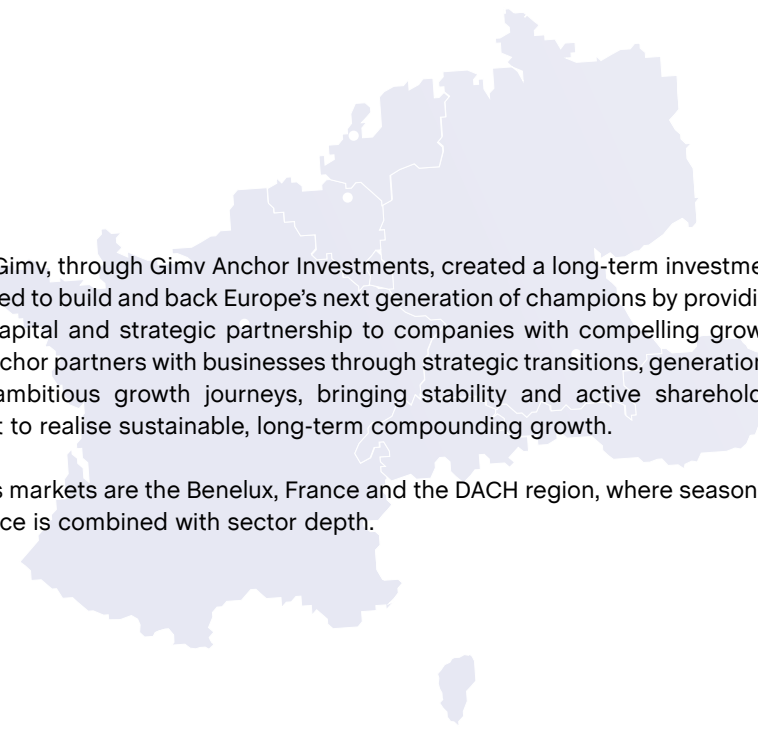 Gimv, through Gimv Anchor Investments, created a long-term investme
ed to build and back Europe’s next generation of champions by providi
apital and strategic partnership to companies with compelling grow
chor partners with businesses through strategic transitions, generation
ambitious growth journeys, bringing stability and active sharehold
t to realise sustainable, long-term compounding growth.
s markets are the Benelux, France and the DACH region, where season
ce is combined with sector depth.